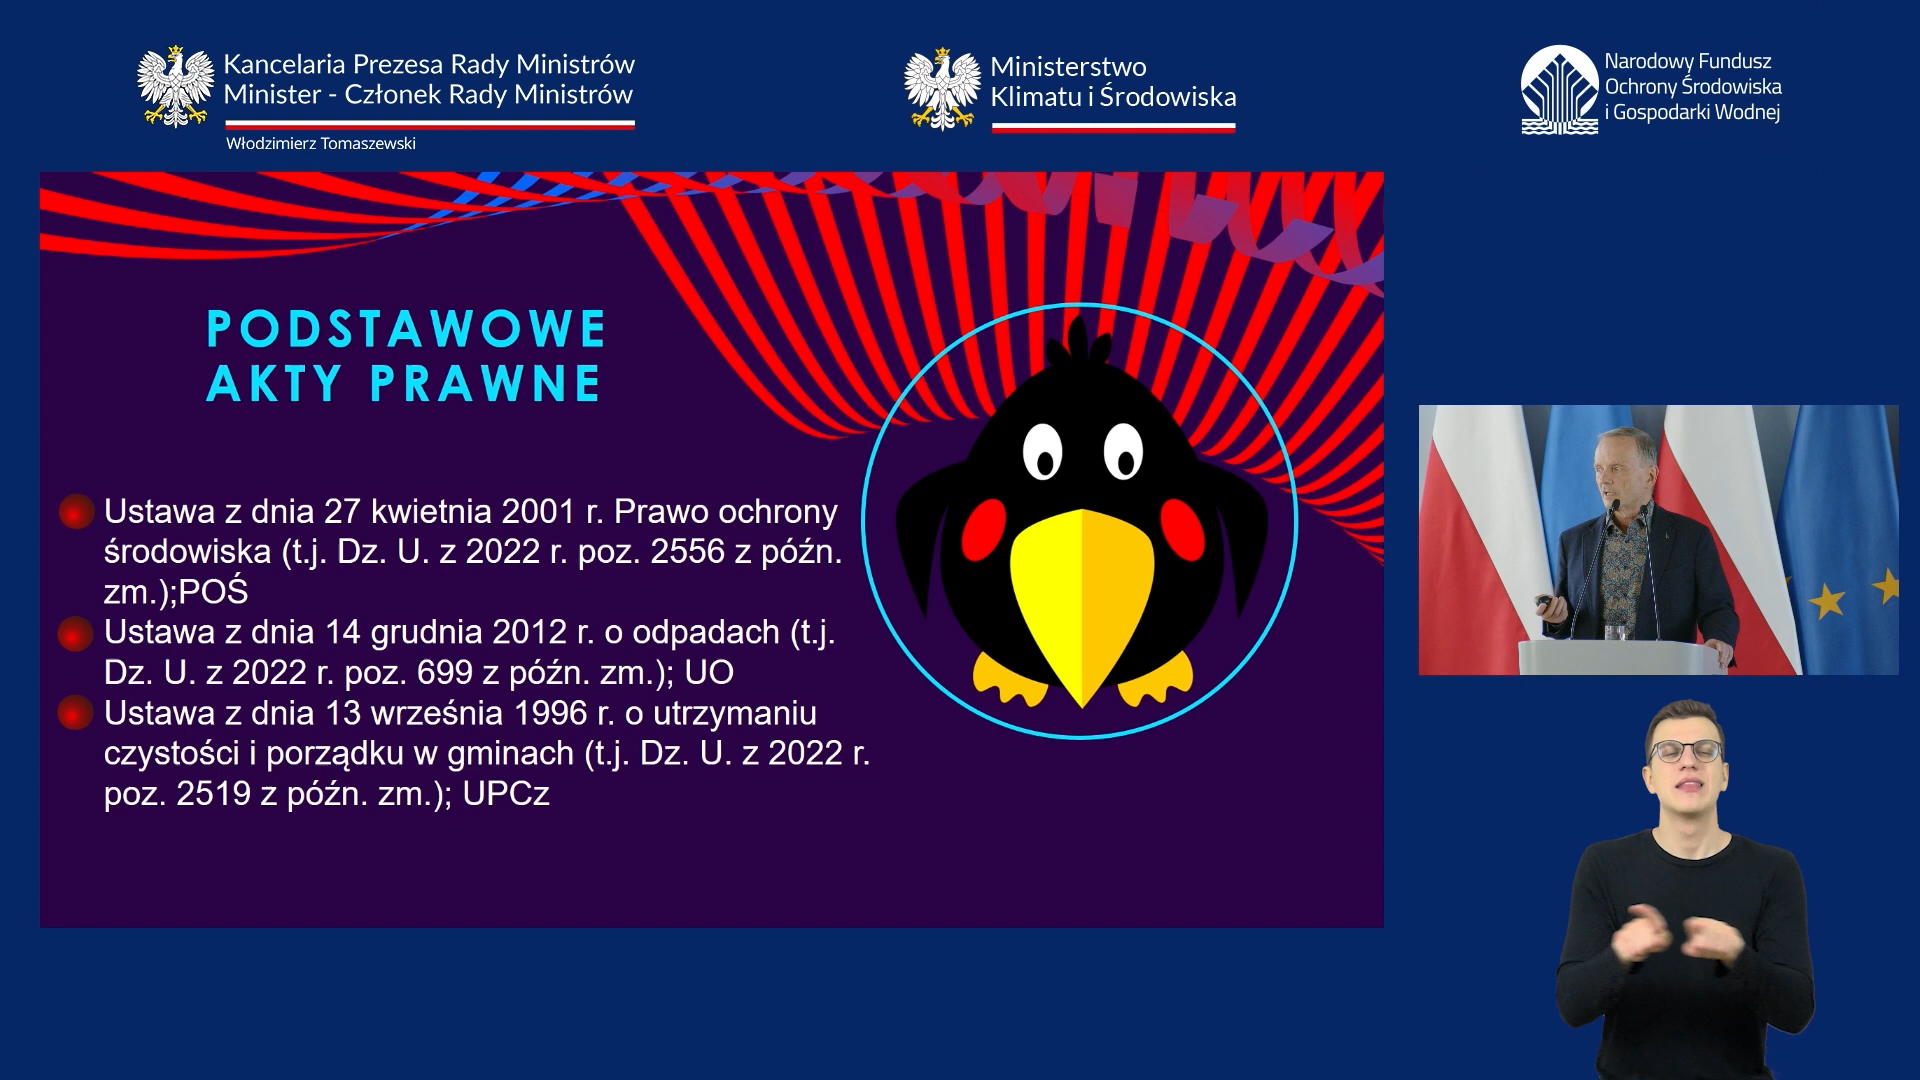 Kancelaria Prezesa Rady Ministrów
Minister - Członek Rady Ministrów
Włodzimierz Tomaszewski
Ministerstwo
Klimatu i Środowiska
Narodowy Fundusz
Ochrony Środowiska
i Gospodarki Wodnej
PODSTAWOWE
AKTY PRAWNE
Ustawa z dnia 27 kwietnia 2001 r. Prawo ochrony
środowiska (t.j. Dz. U. z 2022 r. poz. 2556 z późn.
zm.);POŚ
Ustawa z dnia 14 grudnia 2012 r. o odpadach (t.j.
Dz. U. z 2022 r. poz. 699 z późn. zm.); UO
Ustawa z dnia 13 września 1996 r. o utrzymaniu
czystości i porządku w gminach (t.j. Dz. U. z 2022 r.
poz. 2519 z późn. zm.); UPCz